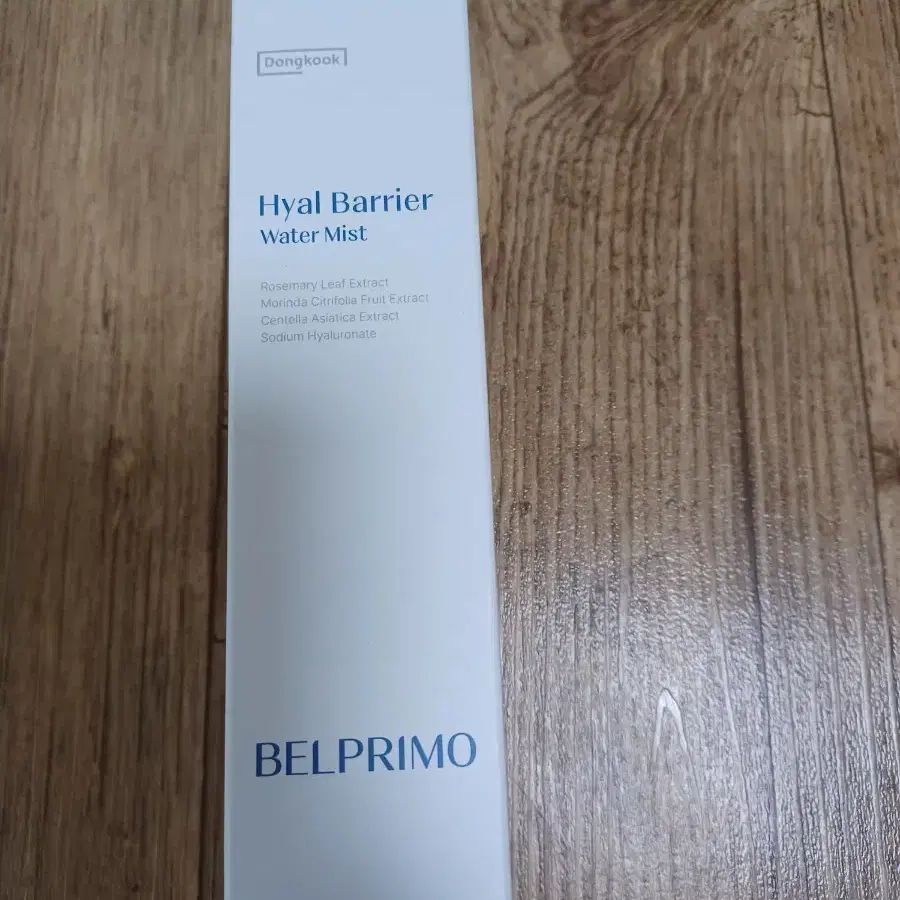 Dongkook
Hyal Barrier
Water Mist
Rosemary Leaf Extract
Morinda Citrifolia Fruit Extract
Centella Asiatica Extract
Sodium Hyaluronate
BELPRIMO